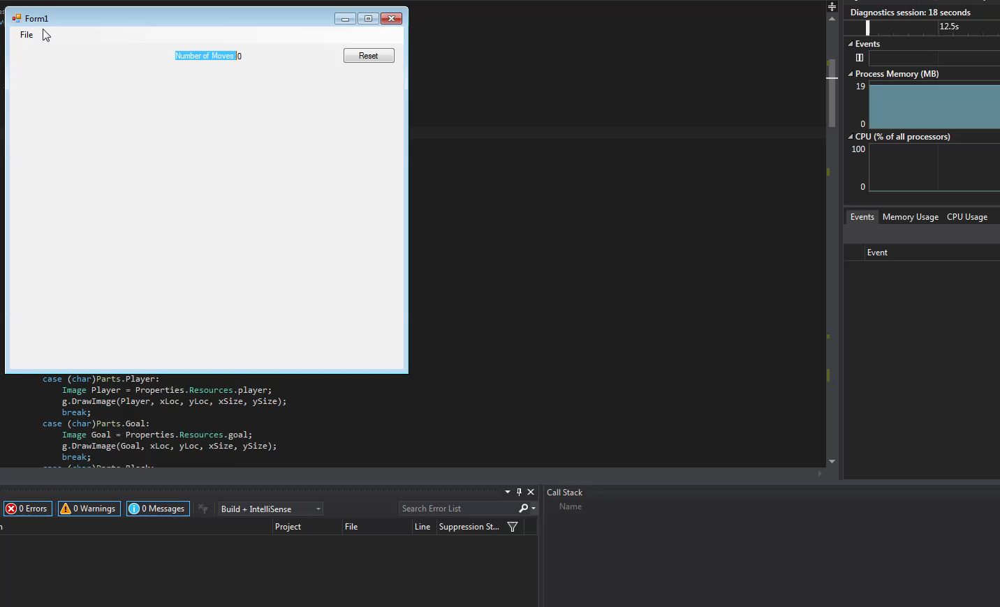 Form1
File
Number of Moves: 0
Reset
case (char)Parts.Player:
Image Player = Properties.Resources.player;
g.DrawImage(Player, xLoc, yLoc, xSize, ySize);
break;
case (char)Parts.Goal:
Image Goal = Properties.Resources.goal;
g.DrawImage(Goal, xLoc, yLoc, xSize, ySize);
break;
Diagnostics session: 18 seconds
12.5s
Events
Process Memory (MB)
19
0
CPU (% of all processors)
100
0
Events Memory Usage CPU Usage
Event
0 Errors 0 Warnings 0 Messages Build + IntelliSense Search Error List
Project File Line Suppression St...
Call Stack
Name